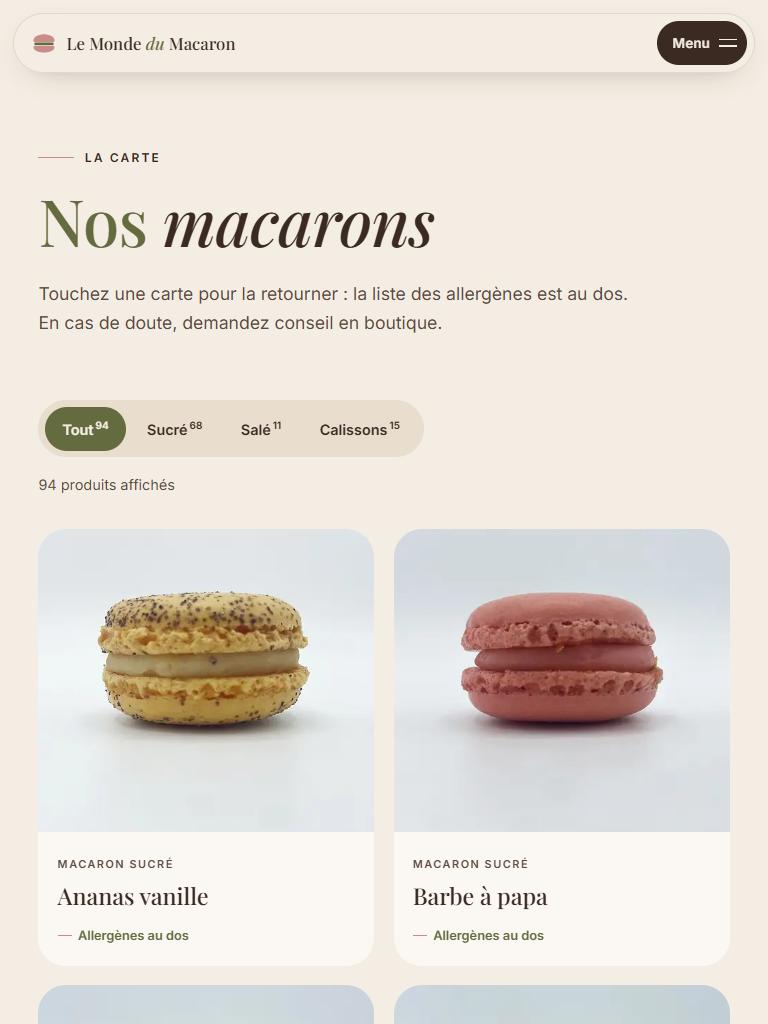 Le Monde du Macaron
Menu
LA CARTE
Nos macarons
Touchez une carte pour la retourner : la liste des allergènes est au dos.
En cas de doute, demandez conseil en boutique.
Tout 94 Sucré 68 Salé 11 Calissons 15
94 produits affichés
MACARON SUCRÉ
Ananas vanille
Allergènes au dos
MACARON SUCRÉ
Barbe à papa
Allergènes au dos